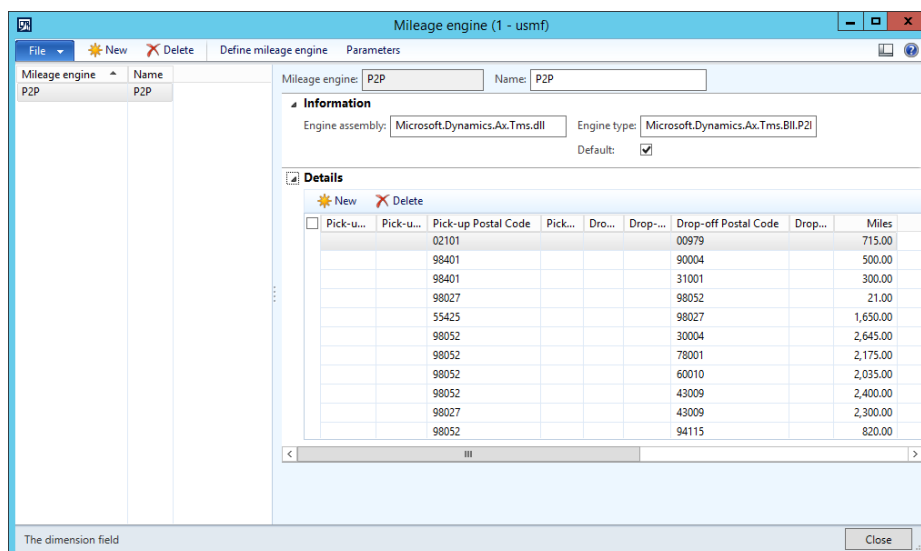 Mileage engine (1 - usmf)
File New Delete Define mileage engine Parameters
Mileage engine Name
P2P P2P
Mileage engine: P2P Name: P2P
Information
Engine assembly: Microsoft.Dynamics.Ax.Tms.dll Engine type: Microsoft.Dynamics.Ax.Tms.Bll.P2
Default:
Details
New Delete
Pick-u... Pick-u... Pick-up Postal Code Pick... Dro... Drop-... Drop-off Postal Code Drop... Miles
02101 00979 715.00
98401 90004 500.00
98401 31001 300.00
98027 98052 21.00
55425 98027 1,650.00
98052 30004 2,645.00
98052 78001 2,175.00
98052 60010 2,035.00
98052 43009 2,400.00
98027 43009 2,300.00
98052 94115 820.00
The dimension field Close